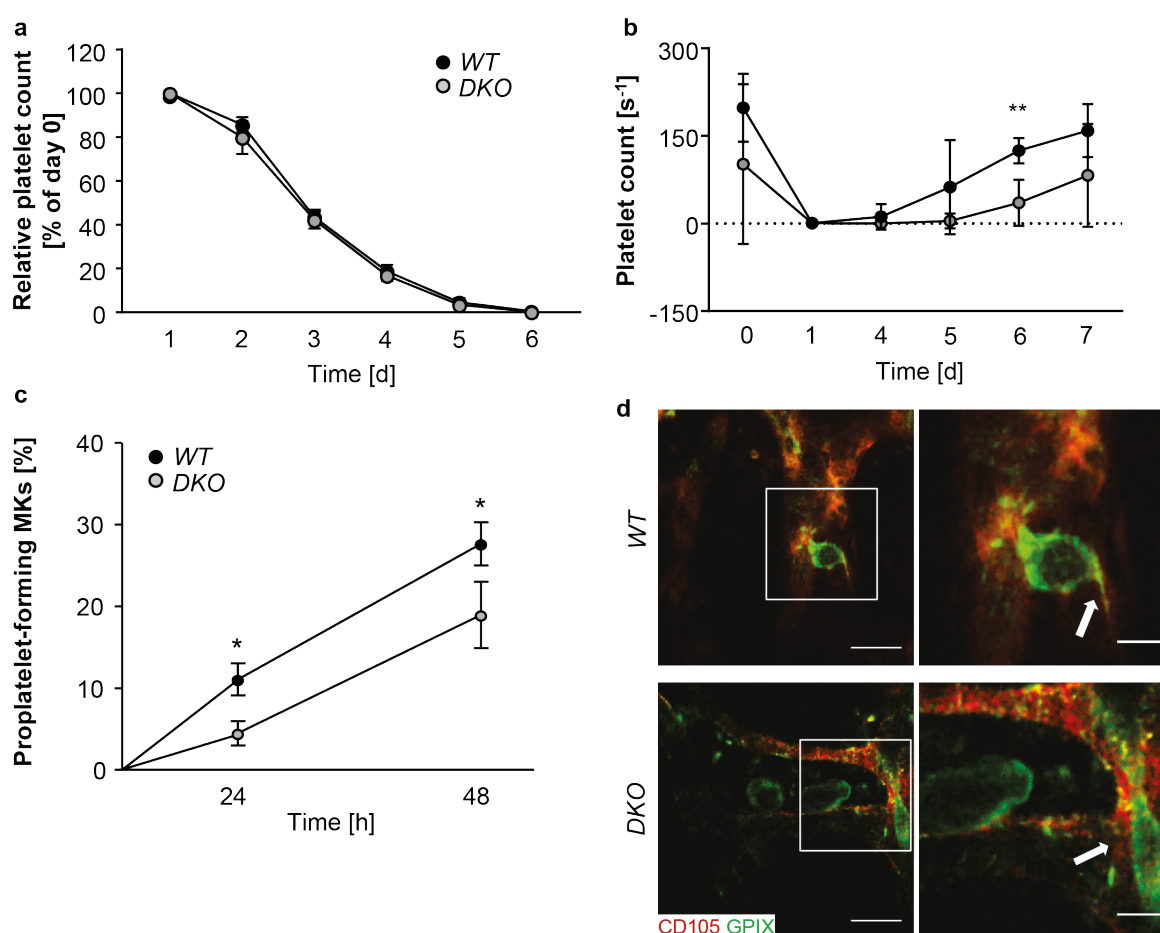 a
Relative platelet count
[% of day 0]
120
100
80
60
40
20
0
WT
DKO
1 2 3 4 5 6
Time [d]
b
Platelet count [s-1]
300
150
0
-150
**
0 1 4 5 6 7
Time [d]
c
Proplatelet-forming MKs [%]
40
30
20
10
0
WT
DKO
*
*
24 48
Time [h]
d
WT
DKO
CD105 GPIX